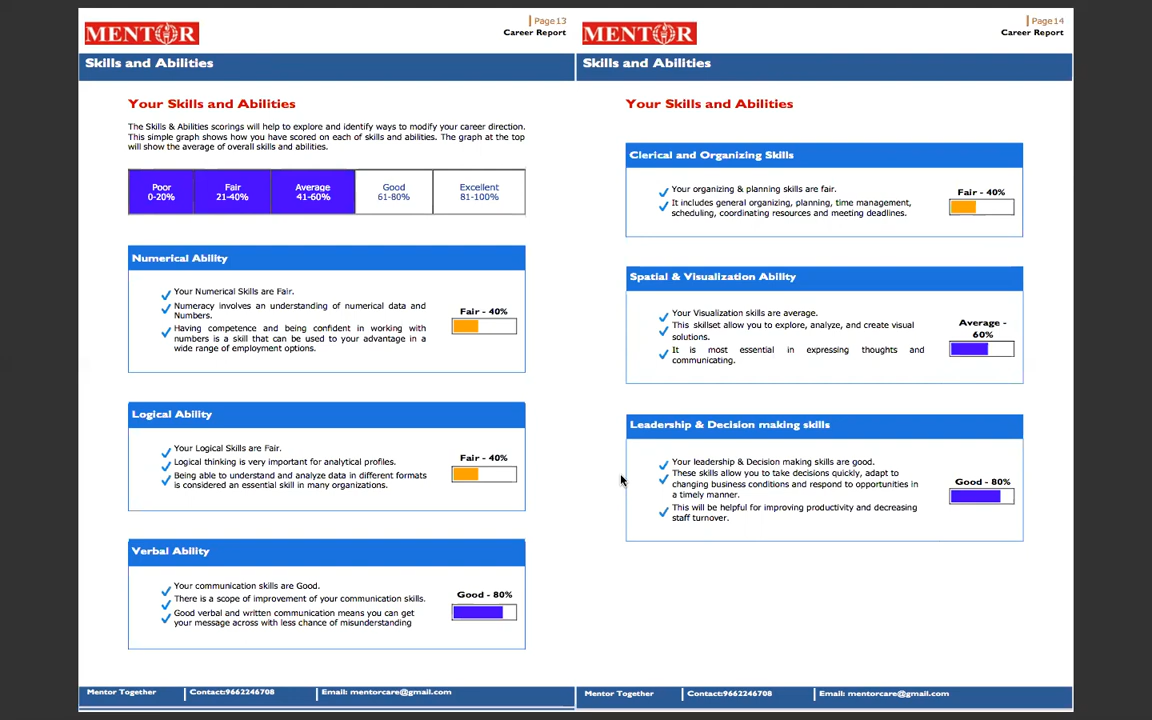 MENTOR
Page13
Career Report
Skills and Abilities
Your Skills and Abilities
The Skills & Abilities scorings will help to explore and identify ways to modify your career direction.
This simple graph shows how you have scored on each of skills and abilities. The graph at the top
will show the average of overall skills and abilities.
Poor
0-20%
Fair
21-40%
Average
41-60%
Good
61-80%
Excellent
81-100%
Numerical Ability
Your Numerical Skills are Fair.
Numeracy involves an understanding of numerical data and
Numbers.
Having competence and being confident in working with
numbers is a skill that can be used to your advantage in a
wide range of employment options.
Fair - 40%
Logical Ability
Your Logical Skills are Fair.
Logical thinking is very important for analytical profiles.
Being able to understand and analyze data in different formats
is considered an essential skill in many organizations.
Fair - 40%
Verbal Ability
Your communication skills are Good.
There is a scope of improvement of your communication skills.
Good verbal and written communication means you can get
your message across with less chance of misunderstanding
Good - 80%
Mentor Together
Contact:9662246708
Email: mentorcare@gmail.com
MENTOR
Page14
Career Report
Skills and Abilities
Your Skills and Abilities
Clerical and Organizing Skills
Your organizing & planning skills are fair.
It includes general organizing, planning, time management,
scheduling, coordinating resources and meeting deadlines.
Fair - 40%
Spatial & Visualization Ability
Your Visualization skills are average.
This skillset allow you to explore, analyze, and create visual
solutions.
It is most essential in expressing thoughts and
communicating.
Average -
60%
Leadership & Decision making skills
Your leadership & Decision making skills are good.
These skills allow you to take decisions quickly, adapt to
changing business conditions and respond to opportunities in
a timely manner.
This will be helpful for improving productivity and decreasing
staff turnover.
Good - 80%
Mentor Together
Contact:9662246708
Email: mentorcare@gmail.com